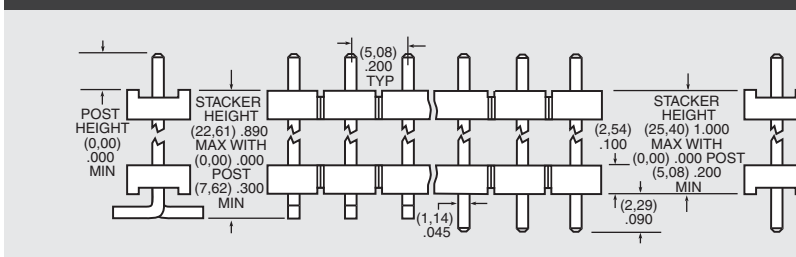 POST
HEIGHT
(0,00)
.000
MIN
STACKER
HEIGHT
(22,61) .890
MAX WITH
(0,00) .000
POST
(7,62) .300
MIN
(5,08)
.200
TYP
(1,14)
.045
(2,54)
.100
(2,29)
.090
STACKER
HEIGHT
(25,40) 1.000
MAX WITH
(0,00) .000 POST
(5,08) .200
MIN